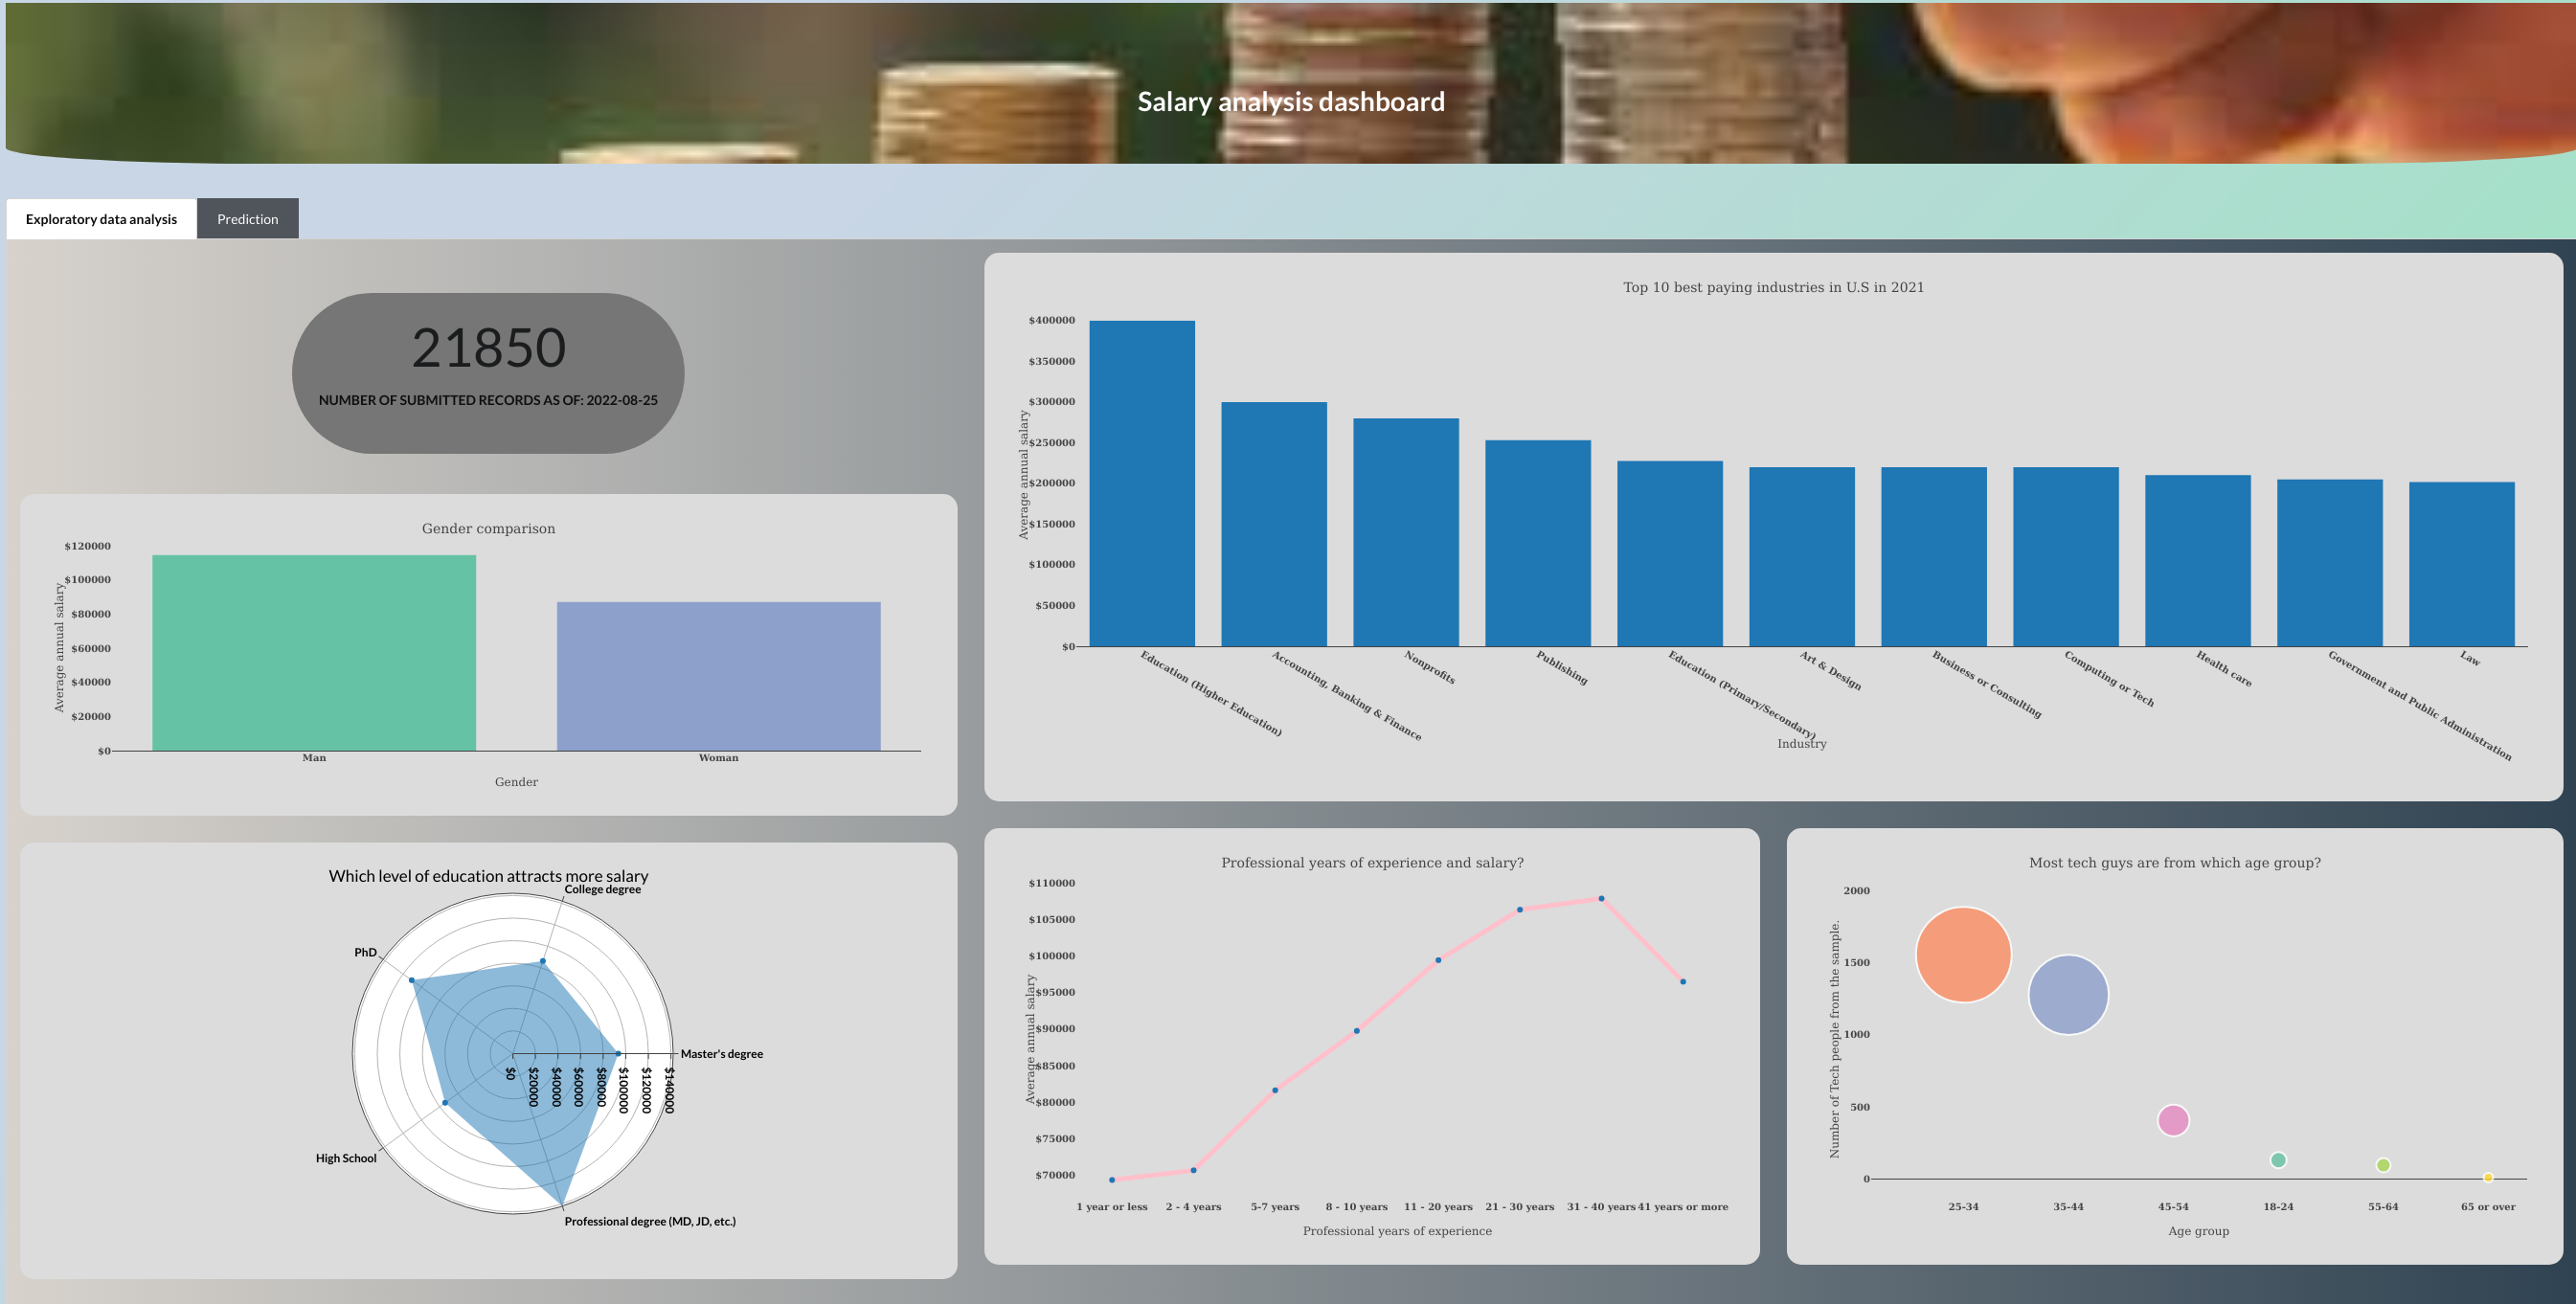 Salary analysis dashboard
Exploratory data analysis
Prediction
21850
NUMBER OF SUBMITTED RECORDS AS OF: 2022-08-25
Gender comparison
Average annual salary
$120000
$100000
$80000
$60000
$40000
$20000
$0
Man
Woman
Gender
Top 10 best paying industries in U.S in 2021
Average annual salary
$400000
$350000
$300000
$250000
$200000
$150000
$100000
$50000
$0
Education (Higher Education)
Accounting, Banking & Finance
Nonprofits
Publishing
Education (Primary/Secondary)
Art & Design
Business or Consulting
Computing or Tech
Health care
Government and Public Administration
Law
Industry
Which level of education attracts more salary
College degree
PhD
Master's degree
$0
$20000
$40000
$60000
$80000
$100000
$120000
$140000
High School
Professional degree (MD, JD, etc.)
Professional years of experience and salary?
Average annual salary
$110000
$105000
$100000
$95000
$90000
$85000
$80000
$75000
$70000
1 year or less
2 - 4 years
5-7 years
8 - 10 years
11 - 20 years
21 - 30 years
31 - 40 years
41 years or more
Professional years of experience
Most tech guys are from which age group?
Number of Tech people from the sample.
2000
1500
1000
500
0
25-34
35-44
45-54
18-24
55-64
65 or over
Age group